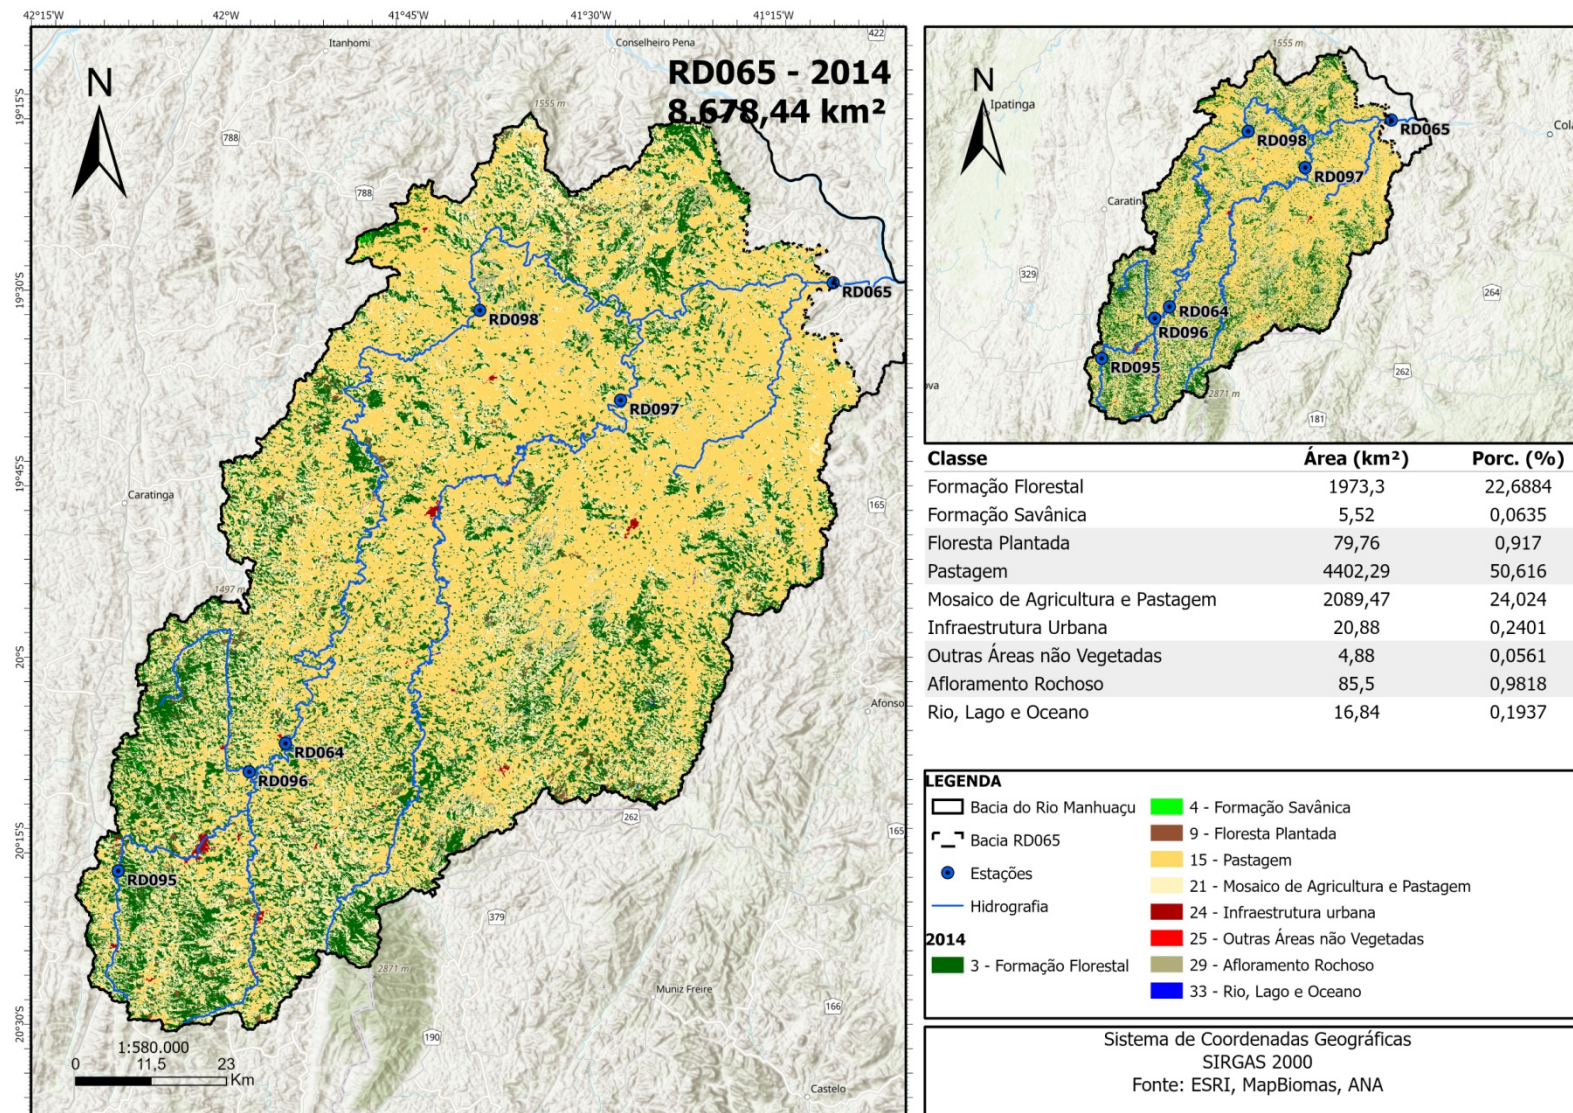 42°15'W 42°W 41°45'W 41°30'W 41°15'W
19°15'S
19°30'S
19°45'S
20°S
20°15'S
20°30'S
N
RD065 - 2014
8.678,44 km²
Itanhomi
Conselheiro Pena
422
1555 m
788
788
RD065
RD098
RD097
Caratinga
165
1497 m
Afonso
RD064
RD096
262
165
RD095
379
2871 m
Muniz Freire
166
190
Castelo
1:580.000
0 11,5 23
Km
N
1555 m
Ipatinga
RD065
Cola
RD098
RD097
Caratin
329
264
RD064
RD096
RD095
262
ova
2871 m
181
Classe Área (km²) Porc. (%)
Formação Florestal 1973,3 22,6884
Formação Savânica 5,52 0,0635
Floresta Plantada 79,76 0,917
Pastagem 4402,29 50,616
Mosaico de Agricultura e Pastagem 2089,47 24,024
Infraestrutura Urbana 20,88 0,2401
Outras Áreas não Vegetadas 4,88 0,0561
Afloramento Rochoso 85,5 0,9818
Rio, Lago e Oceano 16,84 0,1937
LEGENDA
Bacia do Rio Manhuaçu
Bacia RD065
Estações
Hidrografia
2014
3 - Formação Florestal
4 - Formação Savânica
9 - Floresta Plantada
15 - Pastagem
21 - Mosaico de Agricultura e Pastagem
24 - Infraestrutura urbana
25 - Outras Áreas não Vegetadas
29 - Afloramento Rochoso
33 - Rio, Lago e Oceano
Sistema de Coordenadas Geográficas
SIRGAS 2000
Fonte: ESRI, MapBiomas, ANA